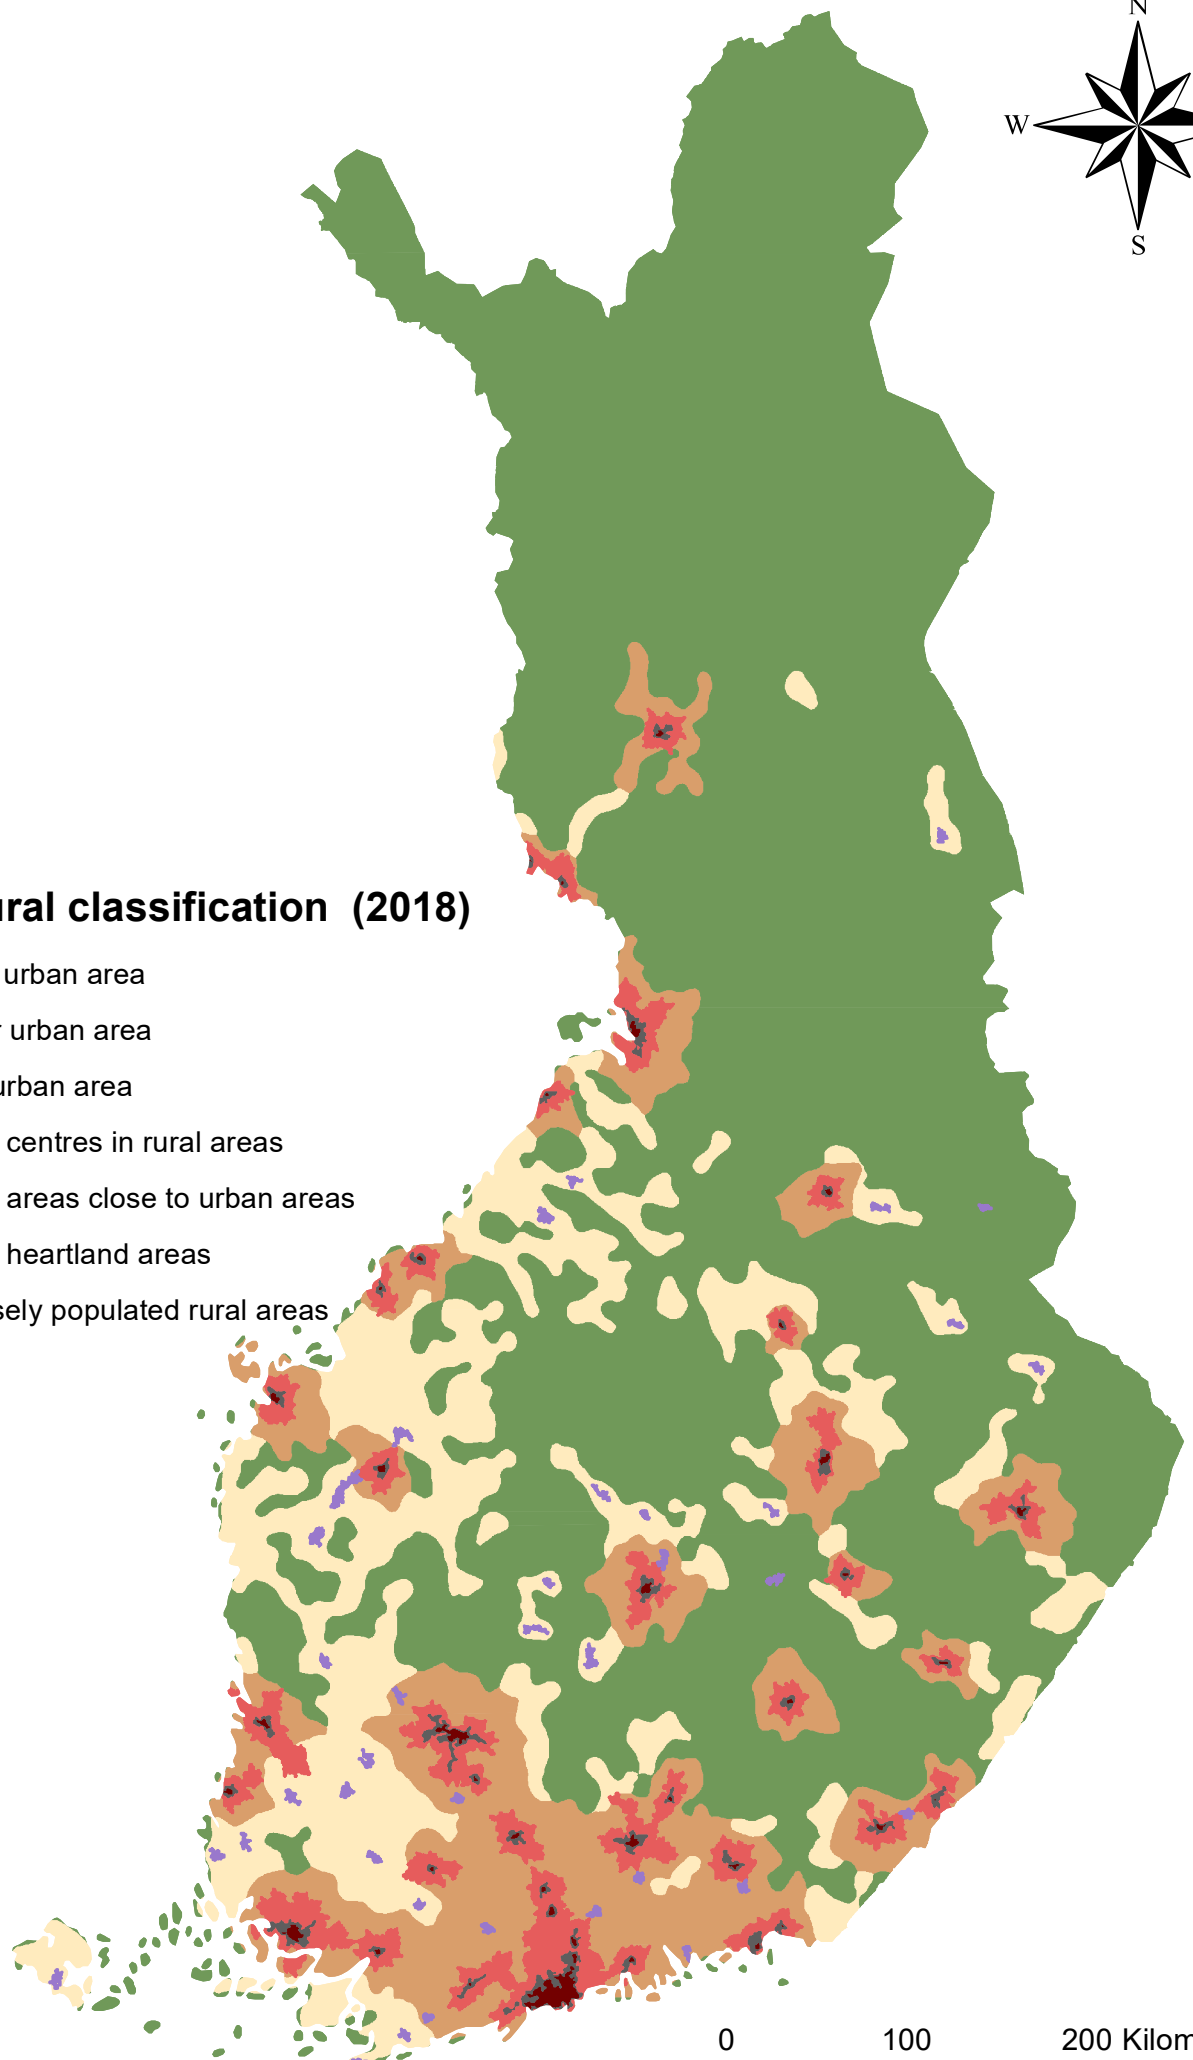 N
W
S
ural classification (2018)
urban area
r urban area
urban area
centres in rural areas
areas close to urban areas
heartland areas
sely populated rural areas
0 100 200 Kilom